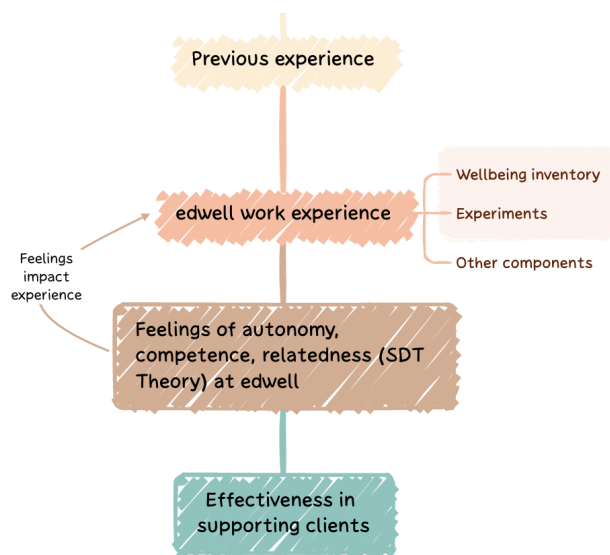 Previous experience
edwell work experience
Wellbeing inventory
Experiments
Other components
Feelings
impact
experience
Feelings of autonomy,
competence, relatedness (SDT
Theory) at edwell
Effectiveness in
supporting clients